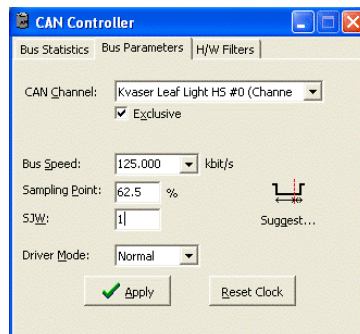 CAN Controller
Bus Statistics Bus Parameters H/W Filters
CAN Channel: Kvaser Leaf Light HS #0 (Channe
Exclusive
Bus Speed: 125.000 kbit/s
Sampling Point: 62.5 %
SJW: 1
Suggest...
Driver Mode: Normal
Apply Reset Clock